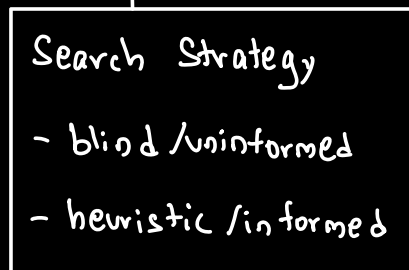 Search Strategy
- blind /uninformed
- heuristic /informed